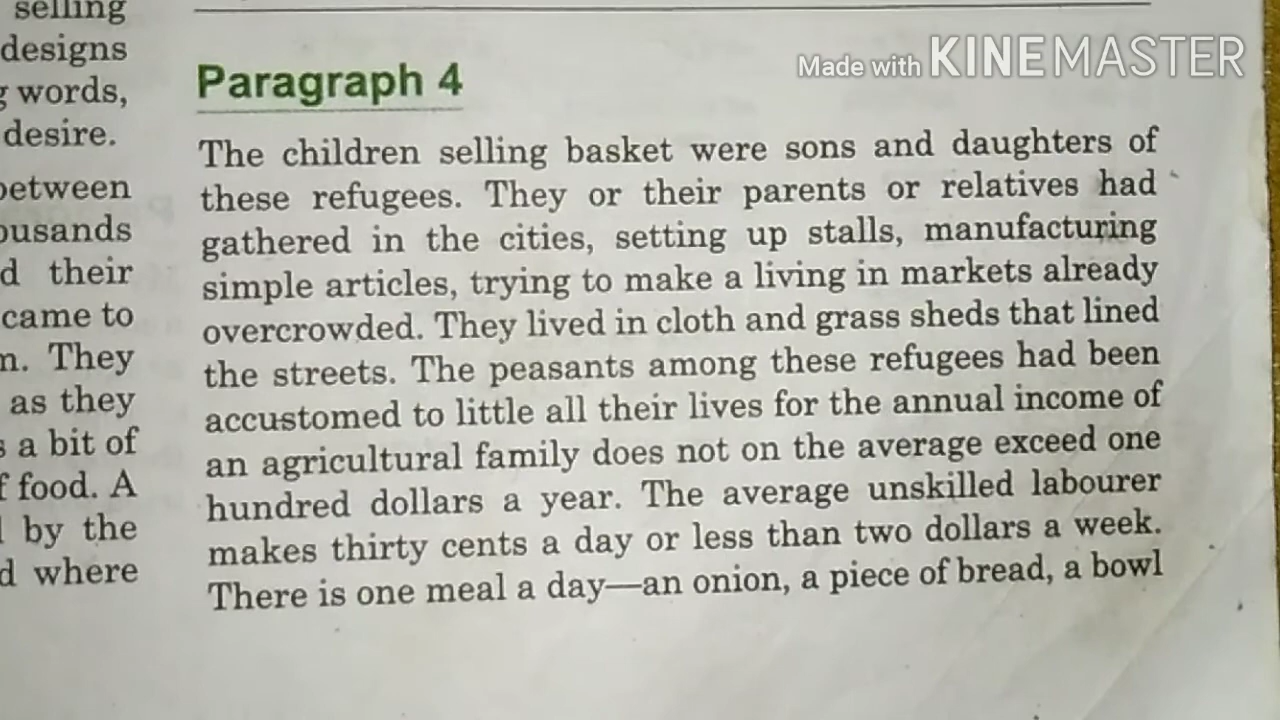 selling
designs
words,
desire.
between
ousands
d their
came to
They
as they
a bit of
food. A
by the
d where
Made with KINEMASTER
Paragraph 4
The children selling basket were sons and daughters of
these refugees. They or their parents or relatives had
gathered in the cities, setting up stalls, manufacturing
simple articles, trying to make a living in markets already
overcrowded. They lived in cloth and grass sheds that lined
the streets. The peasants among these refugees had been
accustomed to little all their lives for the annual income of
an agricultural family does not on the average exceed one
hundred dollars a year. The average unskilled labourer
makes thirty cents a day or less than two dollars a week.
There is one meal a day—an onion, a piece of bread, a bowl